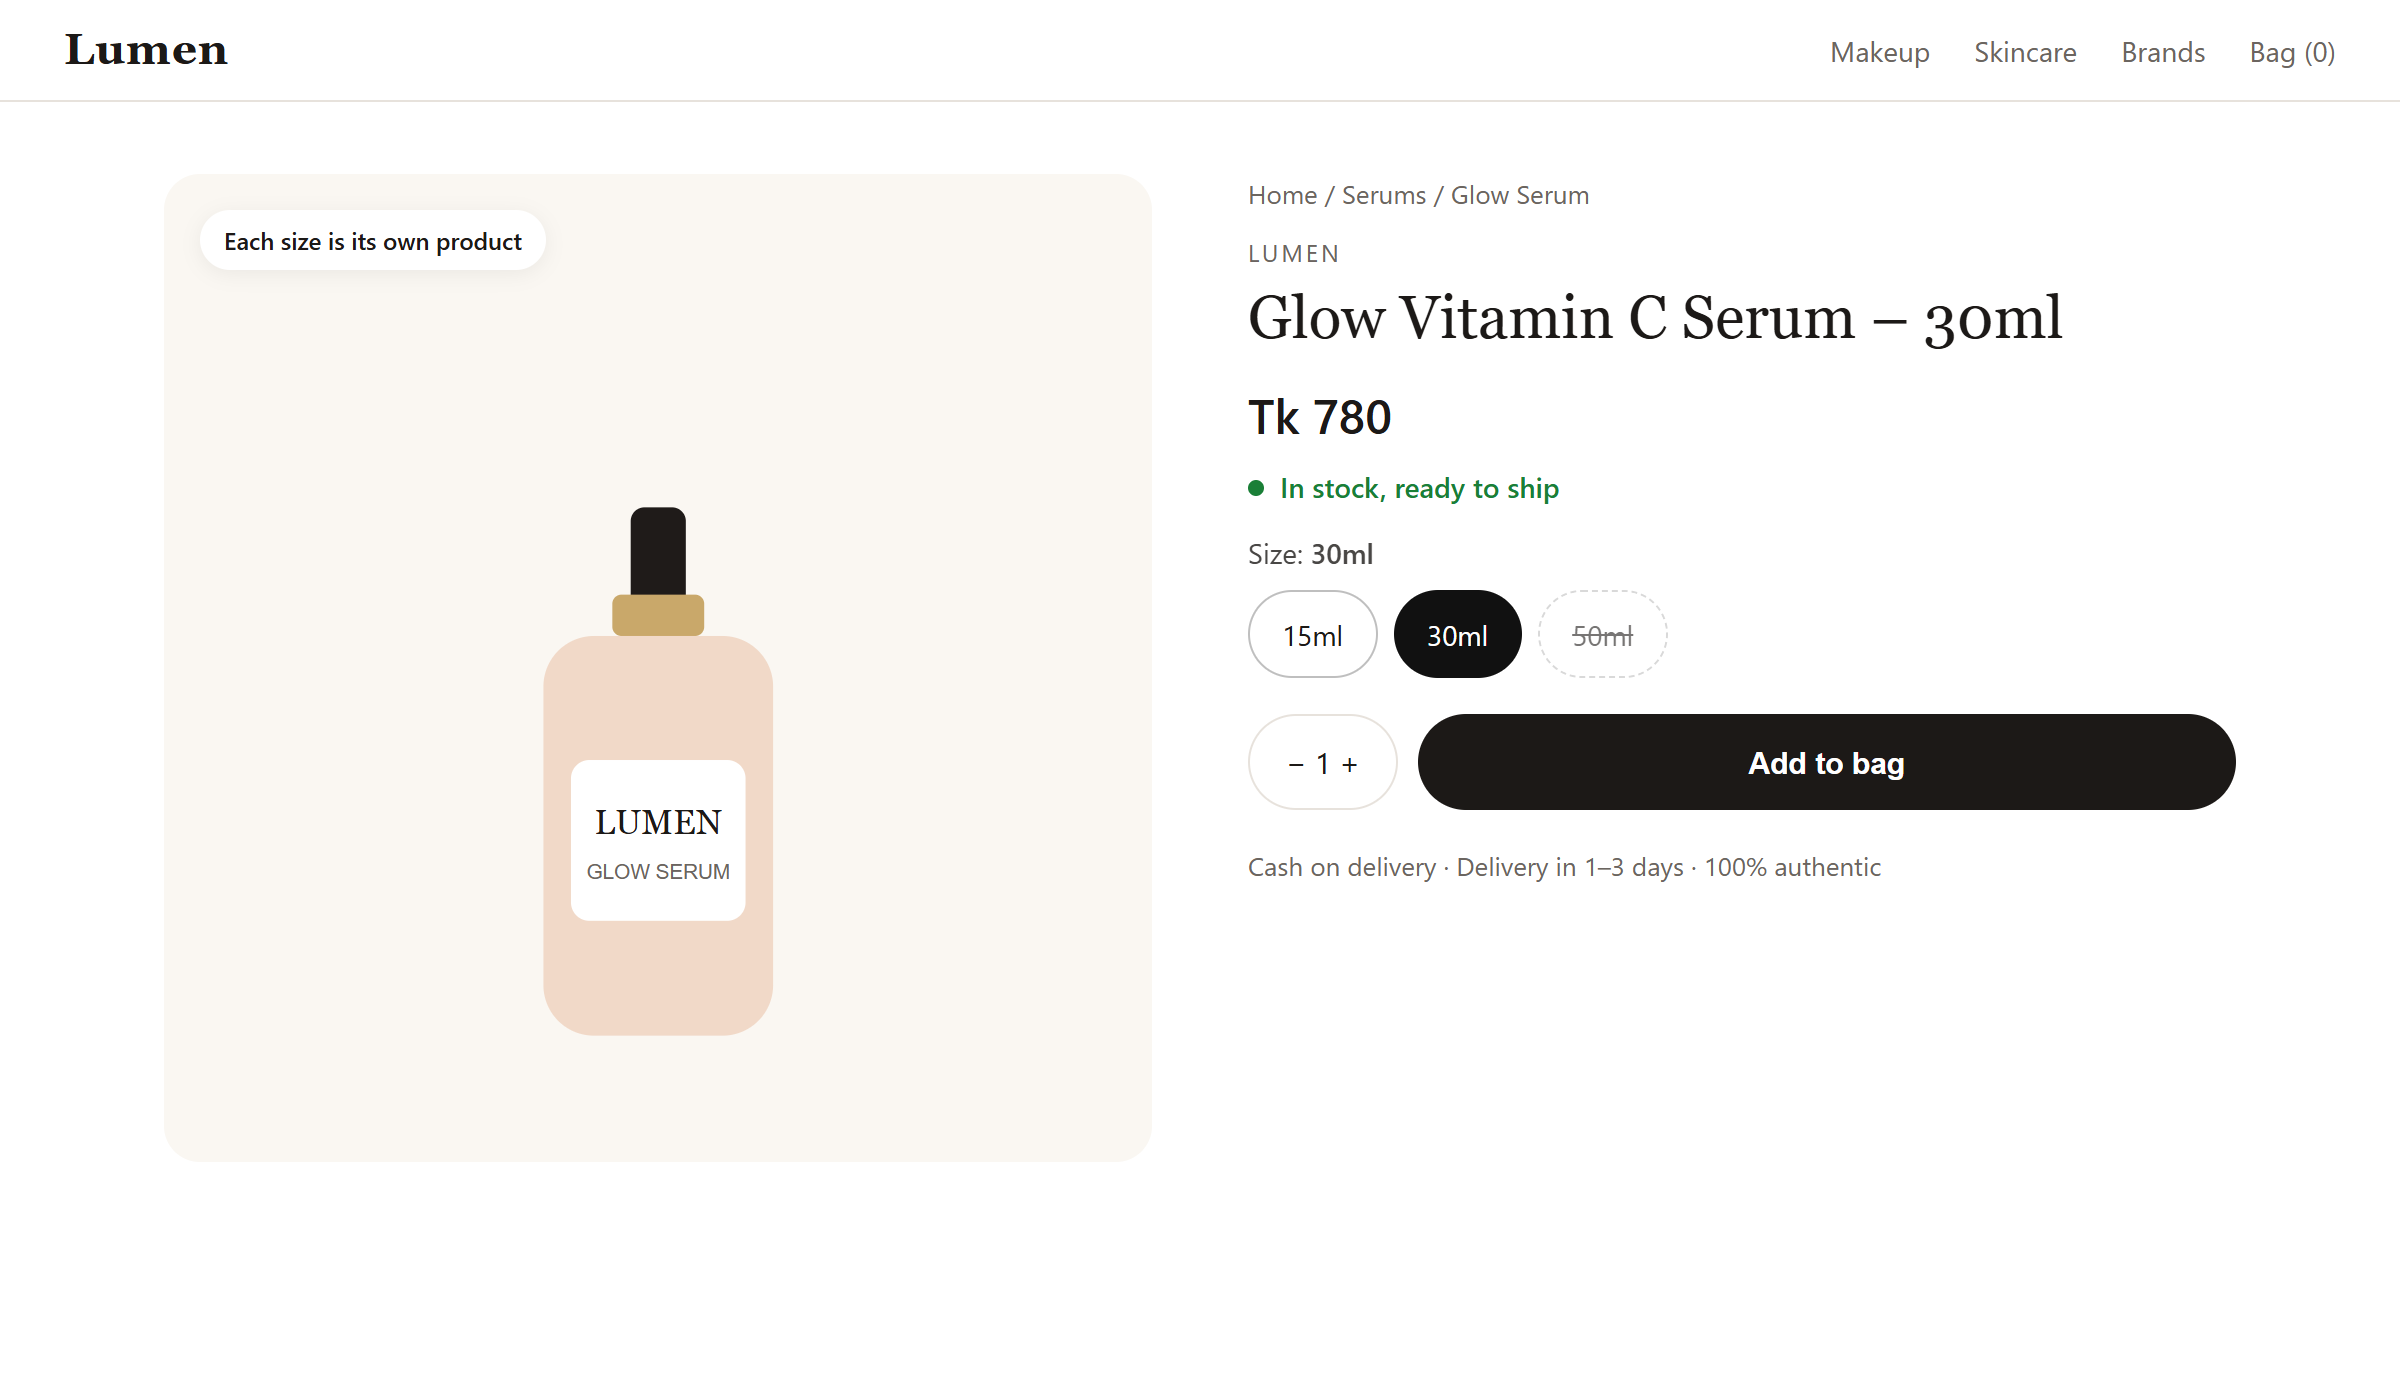 Lumen
Makeup Skincare Brands Bag (0)
Each size is its own product
LUMEN
GLOW SERUM
Home / Serums / Glow Serum
LUMEN
Glow Vitamin C Serum – 30ml
Tk 780
In stock, ready to ship
Size: 30ml
15ml 30ml 50ml
− 1 + Add to bag
Cash on delivery · Delivery in 1–3 days · 100% authentic